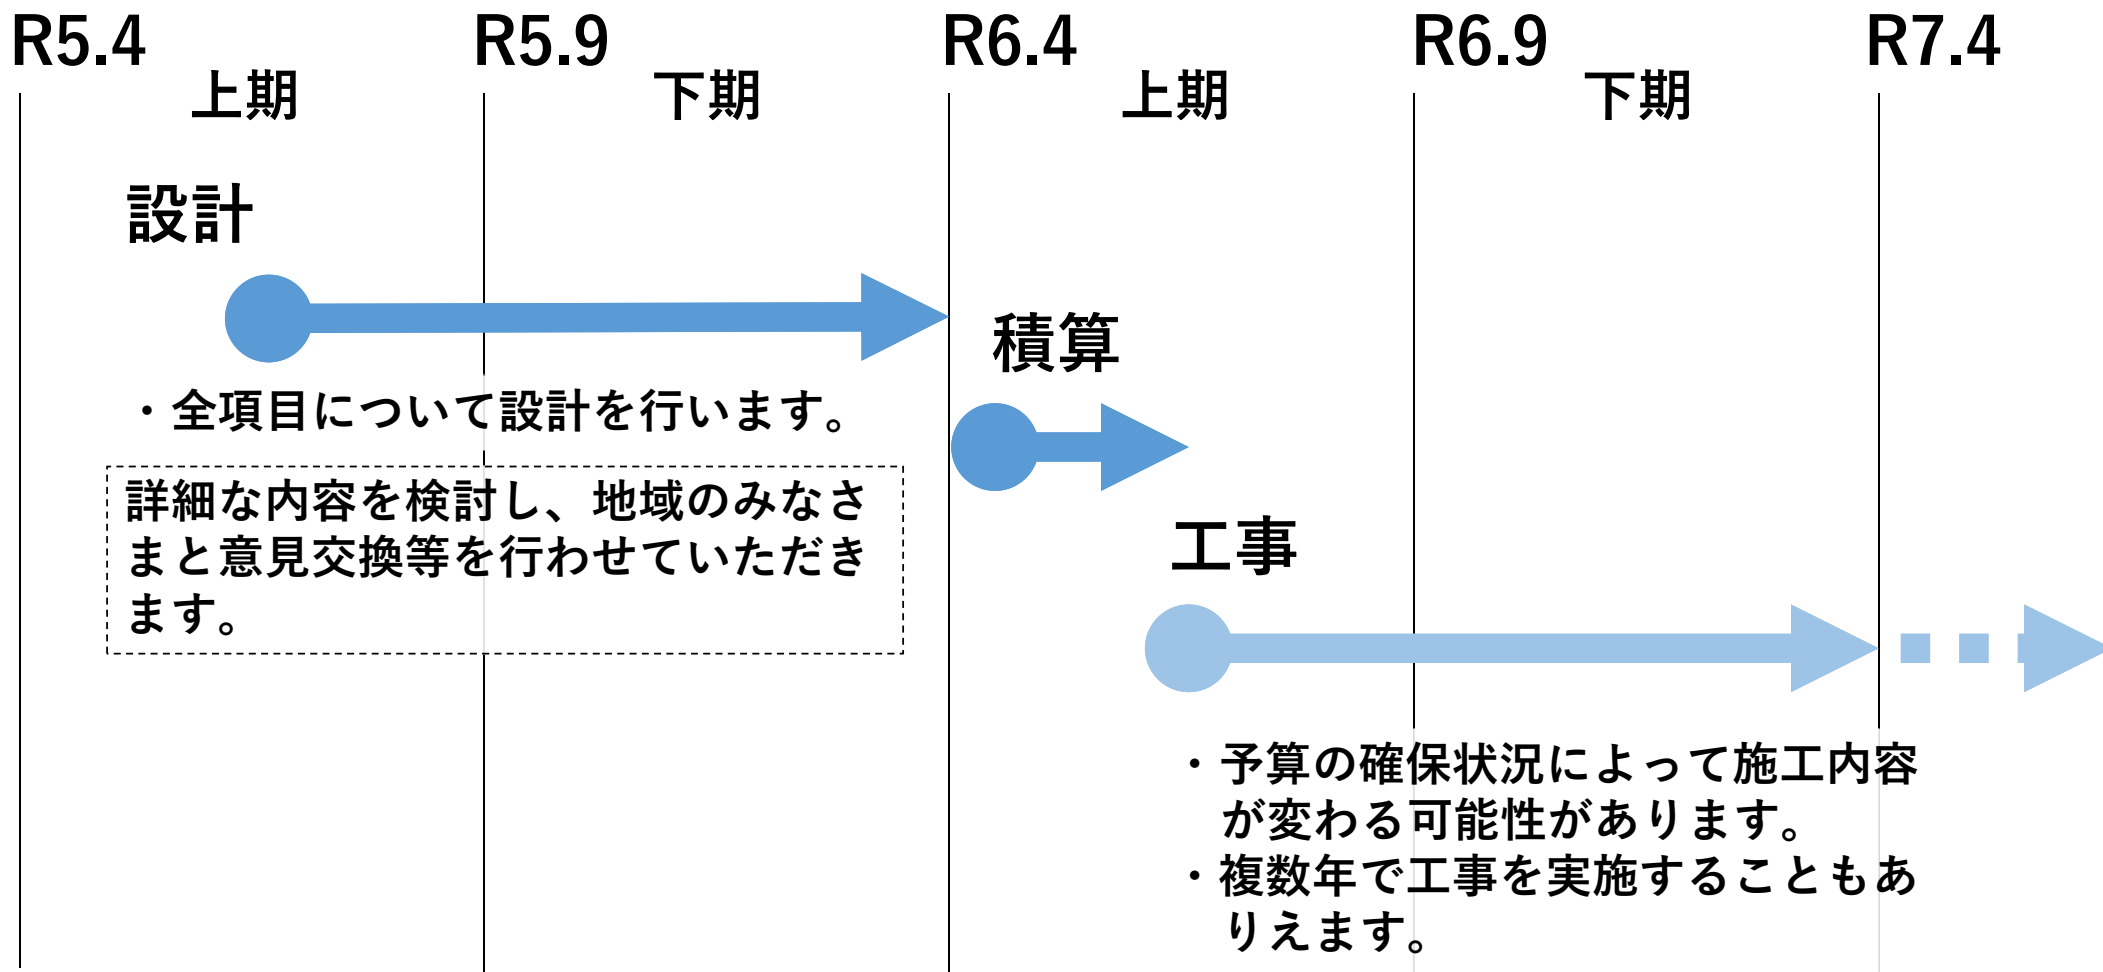 R5.4
R5.9
R6.4
R6.9
R7.4
上期
下期
上期
下期
設計
・全項目について設計を行います。
詳細な内容を検討し、地域のみなさ
まと意見交換等を行わせていただき
ます。
積算
工事
・予算の確保状況によって施工内容
が変わる可能性があります。
・複数年で工事を実施することもあ
りえます。